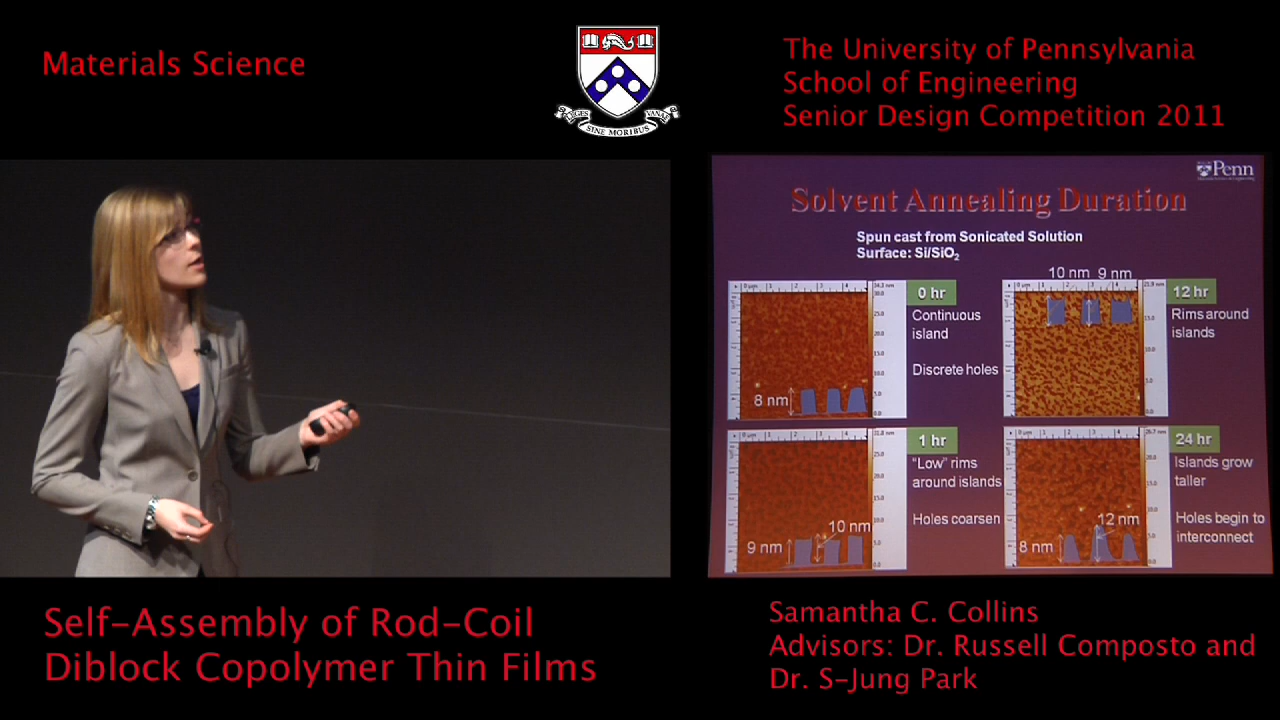 Materials Science
SINE MORIBUS
The University of Pennsylvania
School of Engineering
Senior Design Competition 2011
Penn
Solvent Annealing Duration
Spun cast from Sonicated Solution
Surface: Si/SiO₂
0 hr
Continuous
island
Discrete holes
8 nm
10 nm 9 nm
12 hr
Rims around
islands
1 hr
"Low" rims
around islands
Holes coarsen
9 nm
10 nm
24 hr
Islands grow
taller
Holes begin to
interconnect
8 nm
12 nm
Self-Assembly of Rod-Coil
Diblock Copolymer Thin Films
Samantha C. Collins
Advisors: Dr. Russell Composto and
Dr. S-Jung Park